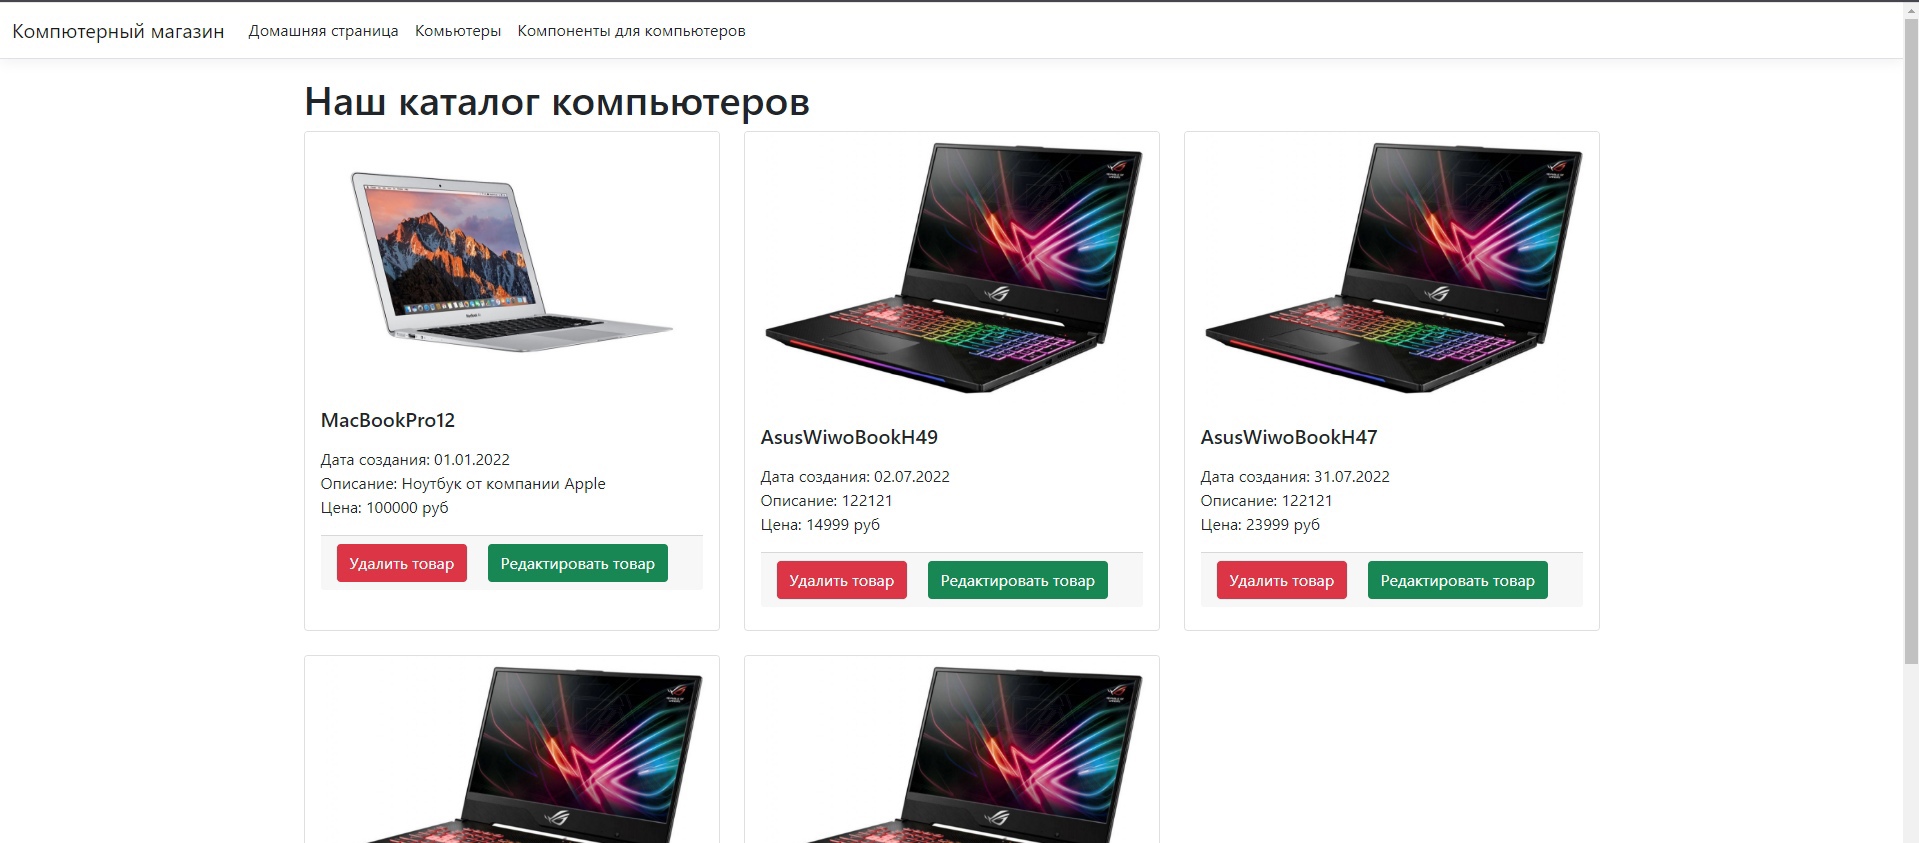 Компютерный магазин Домашняя страница Комьютеры Компоненты для компьютеров
Наш каталог компьютеров
MacBookPro12
Дата создания: 01.01.2022
Описание: Ноутбук от компании Apple
Цена: 100000 руб
Удалить товар Редактировать товар
AsusWiwoBookH49
Дата создания: 02.07.2022
Описание: 122121
Цена: 14999 руб
Удалить товар Редактировать товар
AsusWiwoBookH47
Дата создания: 31.07.2022
Описание: 122121
Цена: 23999 руб
Удалить товар Редактировать товар